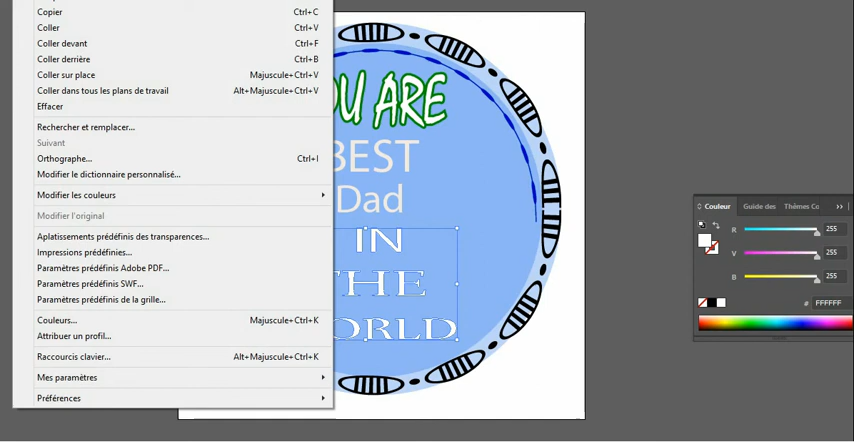 Copier Ctrl+C
Coller Ctrl+V
Coller devant Ctrl+F
Coller derrière Ctrl+B
Coller sur place Majuscule+Ctrl+V
Coller dans tous les plans de travail Alt+Majuscule+Ctrl+V
Effacer
Rechercher et remplacer...
Suivant
Orthographe... Ctrl+I
Modifier le dictionnaire personnalisé...
Modifier les couleurs
Modifier l'original
Aplatissements prédéfinis des transparences...
Impressions prédéfinies...
Paramètres prédéfinis Adobe PDF...
Paramètres prédéfinis SWF...
Paramètres prédéfinis de la grille...
Couleurs... Majuscule+Ctrl+K
Attribuer un profil...
Raccourcis clavier... Alt+Majuscule+Ctrl+K
Mes paramètres
Préférences
OU ARE
BEST
Dad
IN
THE
ORLD
Couleur Guide des Thèmes Co
R 255
V 255
B 255
# FFFFFF